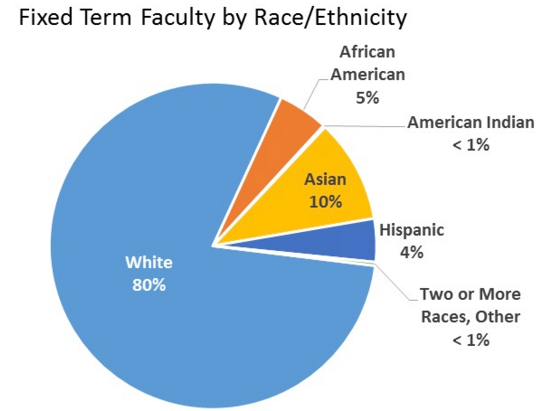 Fixed Term Faculty by Race/Ethnicity
African
American
5%
American Indian
< 1%
Asian
10%
Hispanic
4%
White
80%
Two or More
Races, Other
< 1%